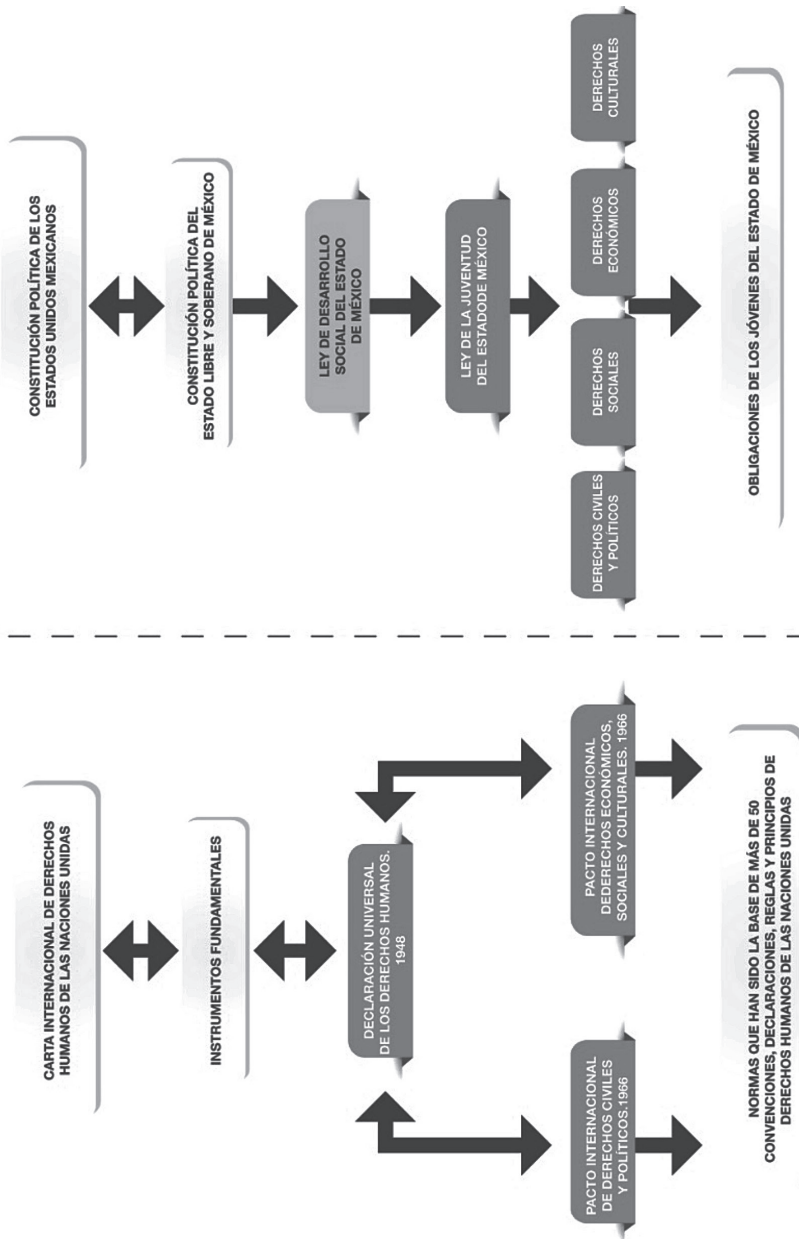 CARTA INTERNACIONAL DE DERECHOS
HUMANOS DE LAS NACIONES UNIDAS
INSTRUMENTOS FUNDAMENTALES
DECLARACIÓN UNIVERSAL
DE LOS DERECHOS HUMANOS.
1948
PACTO INTERNACIONAL
DE DERECHOS CIVILES
Y POLÍTICOS.1966
PACTO INTERNACIONAL
DEDERECHOS ECONÓMICOS,
SOCIALES Y CULTURALES. 1966
NORMAS QUE HAN SIDO LA BASE DE MÁS DE 50
CONVENCIONES, DECLARACIONES, REGLAS Y PRINCIPIOS DE
DERECHOS HUMANOS DE LAS NACIONES UNIDAS
CONSTITUCIÓN POLÍTICA DE LOS
ESTADOS UNIDOS MEXICANOS
CONSTITUCIÓN POLÍTICA DEL
ESTADO LIBRE Y SOBERANO DE MÉXICO
LEY DE DESARROLLO
SOCIAL DEL ESTADO
DE MÉXICO
LEY DE LA JUVENTUD
DEL ESTADODE MÉXICO
DERECHOS CIVILES
Y POLÍTICOS
DERECHOS
SOCIALES
DERECHOS
ECONÓMICOS
DERECHOS
CULTURALES
OBLIGACIONES DE LOS JÓVENES DEL ESTADO DE MÉXICO